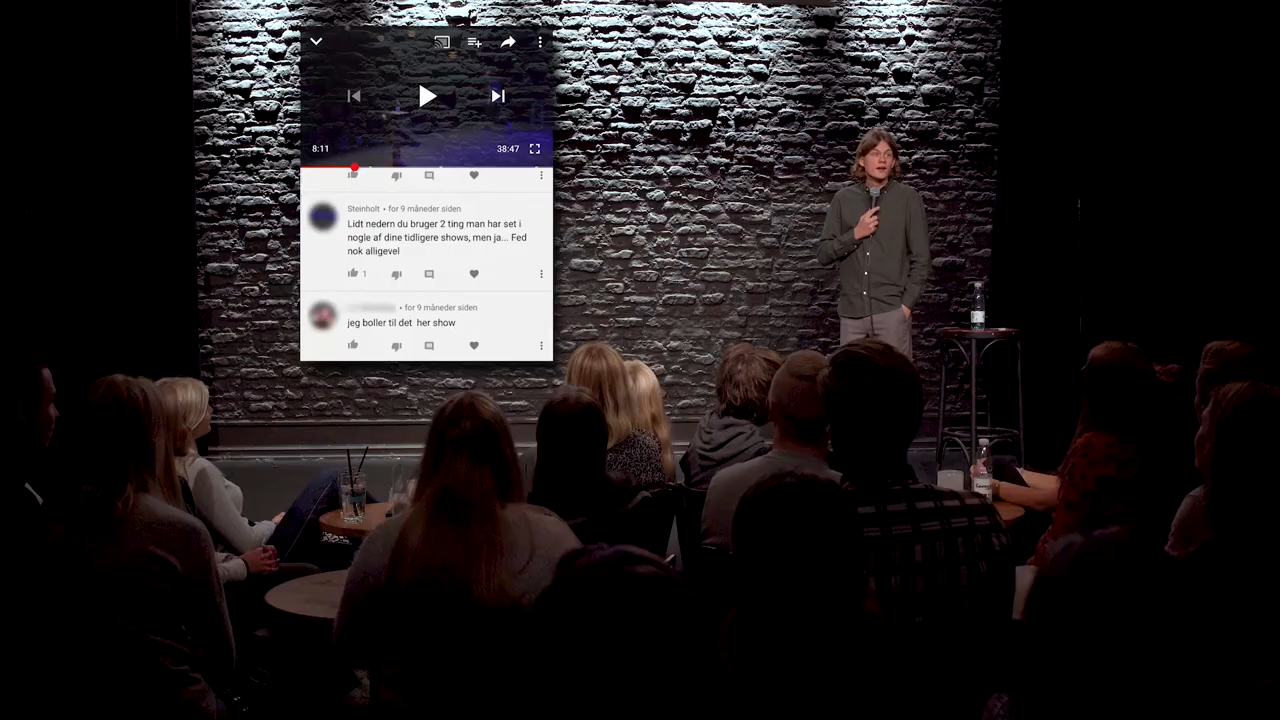 8:11
38:47
Steinholt • for 9 måneder siden
Lidt nedern du bruger 2 ting man har set i
nogle af dine tidligere shows, men ja... Fed
nok alligevel
1
• for 9 måneder siden
jeg boller til det her show